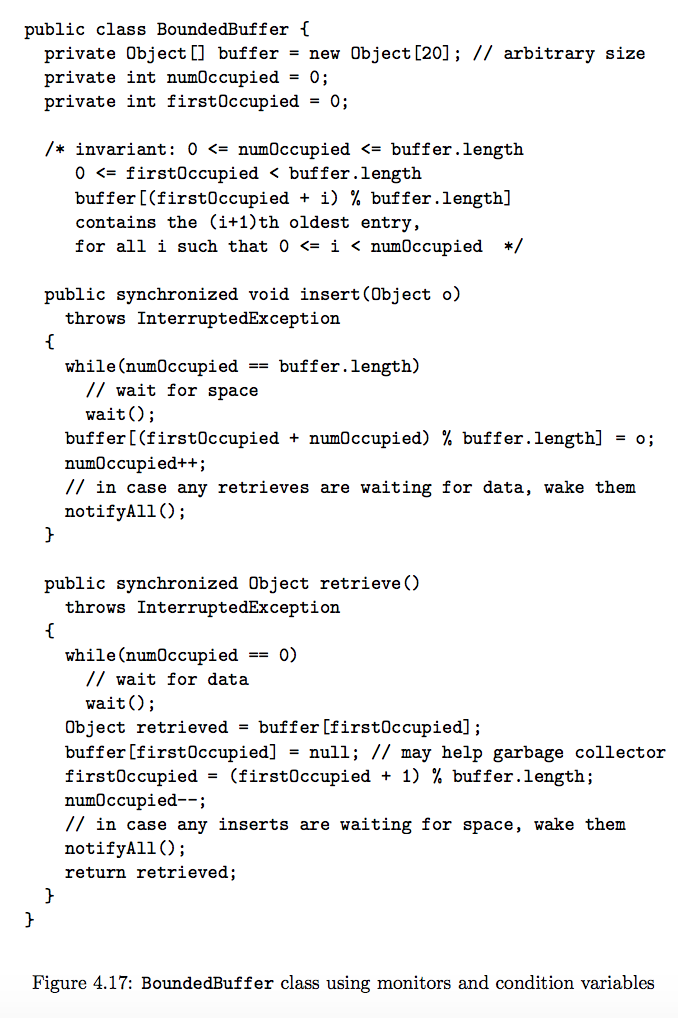 public class BoundedBuffer {
  private Object[] buffer = new Object[20]; // arbitrary size
  private int numOccupied = 0;
  private int firstOccupied = 0;

  /* invariant: 0 <= numOccupied <= buffer.length
     0 <= firstOccupied < buffer.length
     buffer[(firstOccupied + i) % buffer.length]
     contains the (i+1)th oldest entry,
     for all i such that 0 <= i < numOccupied  */

  public synchronized void insert(Object o)
    throws InterruptedException
  {
    while(numOccupied == buffer.length)
      // wait for space
      wait();
    buffer[(firstOccupied + numOccupied) % buffer.length] = o;
    numOccupied++;
    // in case any retrieves are waiting for data, wake them
    notifyAll();
  }

  public synchronized Object retrieve()
    throws InterruptedException
  {
    while(numOccupied == 0)
      // wait for data
      wait();
    Object retrieved = buffer[firstOccupied];
    buffer[firstOccupied] = null; // may help garbage collector
    firstOccupied = (firstOccupied + 1) % buffer.length;
    numOccupied--;
    // in case any inserts are waiting for space, wake them
    notifyAll();
    return retrieved;
  }
}

Figure 4.17: BoundedBuffer class using monitors and condition variables